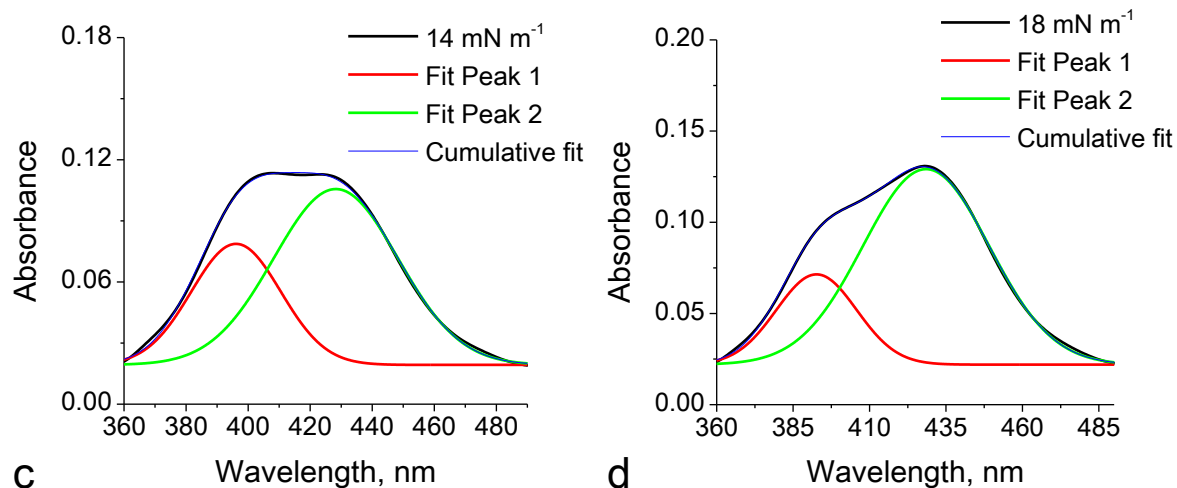 0.18
0.12
0.06
0.00
Absorbance
360 380 400 420 440 460 480
Wavelength, nm
14 mN m⁻¹
Fit Peak 1
Fit Peak 2
Cumulative fit
c
0.20
0.15
0.10
0.05
0.00
Absorbance
360 385 410 435 460 485
Wavelength, nm
18 mN m⁻¹
Fit Peak 1
Fit Peak 2
Cumulative fit
d